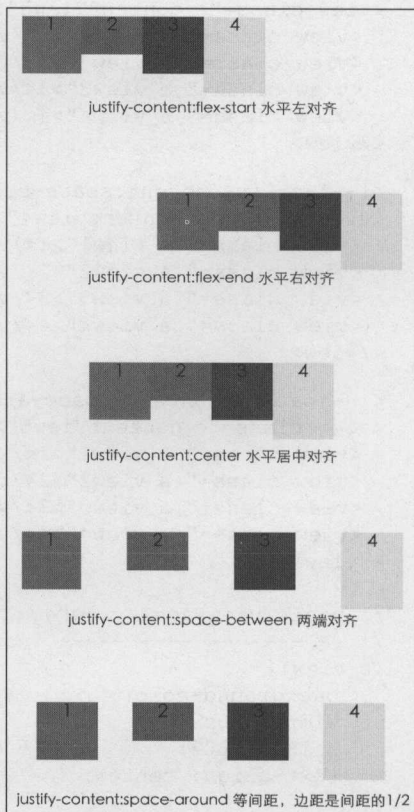 1 2 3 4
justify-content:flex-start 水平左对齐
1 2 3 4
justify-content:flex-end 水平右对齐
1 2 3 4
justify-content:center 水平居中对齐
1 2 3 4
justify-content:space-between 两端对齐
1 2 3 4
justify-content:space-around 等间距，边距是间距的1/2